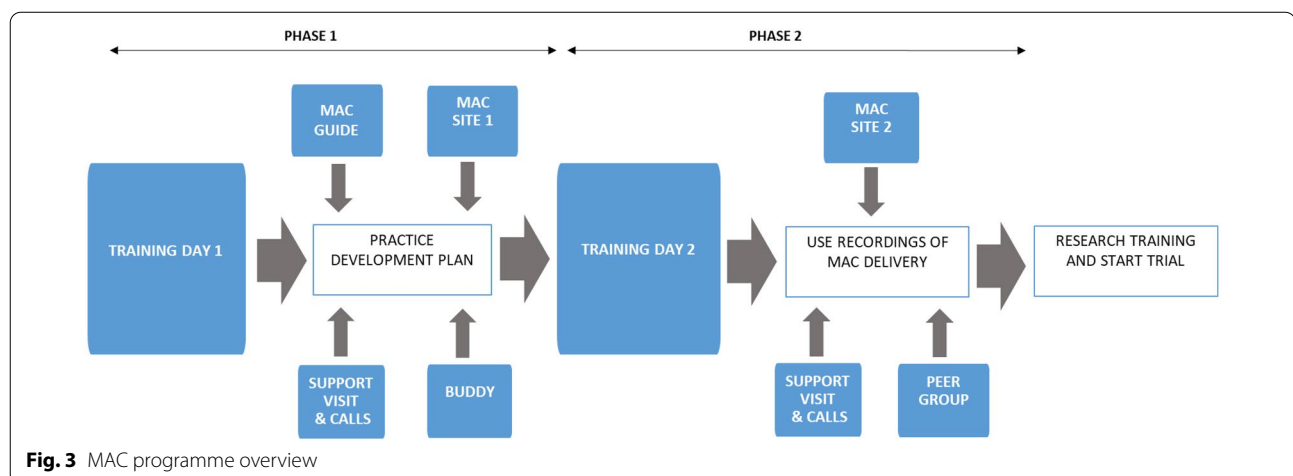 PHASE 1
PHASE 2
MAC
GUIDE
MAC
SITE 1
MAC
SITE 2
TRAINING DAY 1
PRACTICE
DEVELOPMENT PLAN
TRAINING DAY 2
USE RECORDINGS OF
MAC DELIVERY
RESEARCH TRAINING
AND START TRIAL
SUPPORT
VISIT
& CALLS
BUDDY
SUPPORT
VISIT
& CALLS
PEER
GROUP
Fig. 3 MAC programme overview